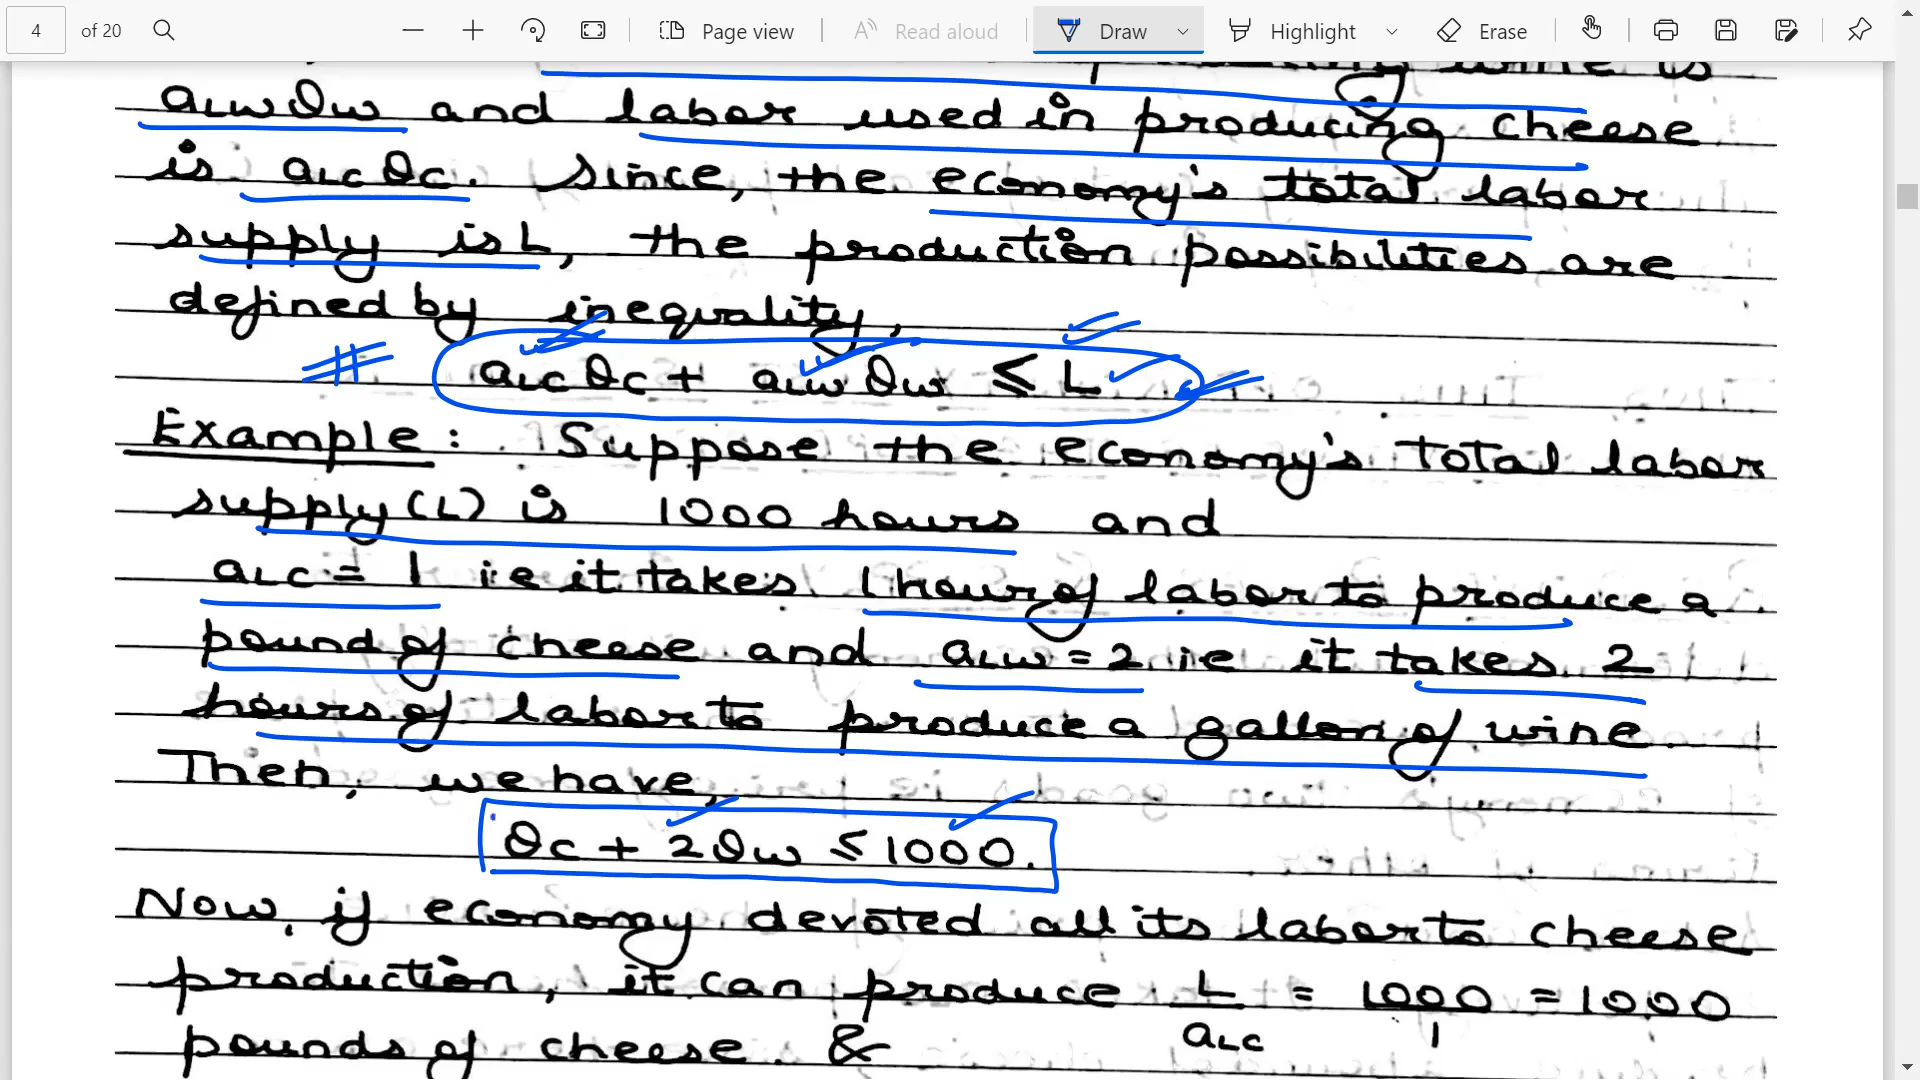 4 of 20 Page view Read aloud Draw Highlight Erase
wine is
aLw Qw and labor used in producing cheese
is aLc Qc. Since, the economy's total labor
supply is L, the production possibilities are
defined by inequality,
# aLc Qc + aLw Qw ≤ L
Example: Suppose the economy's total labor
supply (L) is 1000 hours and
aLc = 1 ie it takes 1 hour of labor to produce a
pound of cheese and aLw = 2 ie it takes 2
hours of labor to produce a gallon of wine.
Then, we have,
Qc + 2Qw ≤ 1000.
Now, if economy devoted all its labor to cheese
production, it can produce L/aLc = 1000/1 = 1000
pounds of cheese &